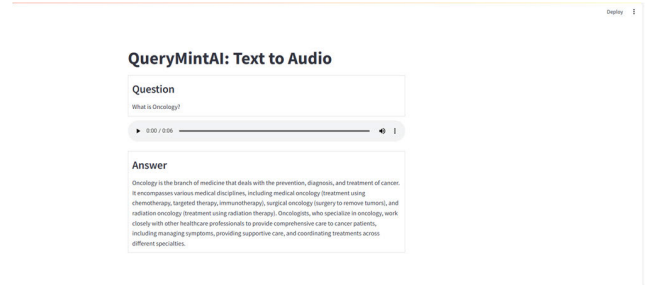 Deploy
QueryMintAI: Text to Audio
Question
What is Oncology?
0:00 / 0:06
Answer
Oncology is the branch of medicine that deals with the prevention, diagnosis, and treatment of cancer.
It encompasses various medical disciplines, including medical oncology (treatment using
chemotherapy, targeted therapy, immunotherapy), surgical oncology (surgery to remove tumors), and
radiation oncology (treatment using radiation therapy). Oncologists, who specialize in oncology, work
closely with other healthcare professionals to provide comprehensive care to cancer patients,
including managing symptoms, providing supportive care, and coordinating treatments across
different specialties.